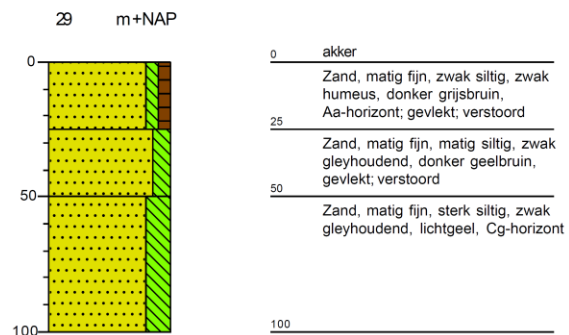 29 m+NAP
0
50
100
0 akker
Zand, matig fijn, zwak siltig, zwak
humeus, donker grijsbruin,
Aa-horizont; gevlekt; verstoord
25
Zand, matig fijn, matig siltig, zwak
gleyhoudend, donker geelbruin,
gevlekt; verstoord
50
Zand, matig fijn, sterk siltig, zwak
gleyhoudend, lichtgeel, Cg-horizont
100